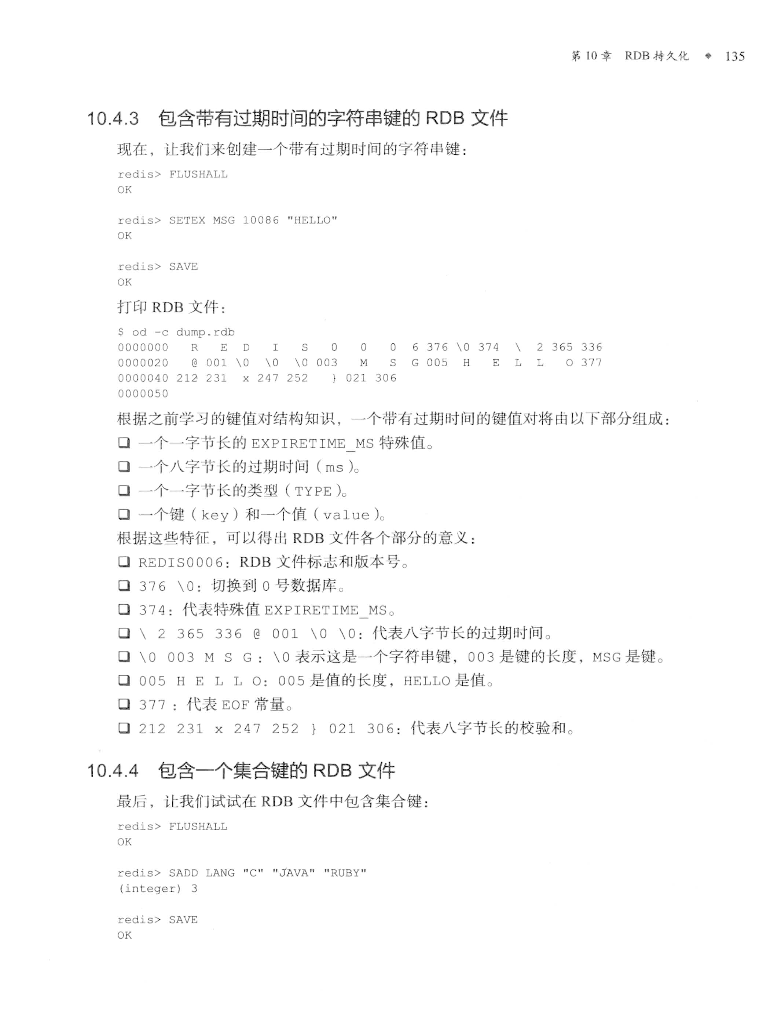 第 10 章 RDB 持久化 ◆ 135
10.4.3 包含带有过期时间的字符串键的 RDB 文件
现在，让我们来创建一个带有过期时间的字符串键：
redis> FLUSHALL
OK
redis> SETEX MSG 10086 "HELLO"
OK
redis> SAVE
OK
打印 RDB 文件：
$ od -c dump.rdb
0000000 R E D I S 0 0 0 6 376 \0 374 \ 2 365 336
0000020 @ 001 \0 \0 \0 003 M S G 005 H E L L O 377
0000040 212 231 x 247 252 } 021 306
0000050
根据之前学习的键值对结构知识，一个带有过期时间的键值对将由以下部分组成：
❑ 一个一字节长的 EXPIRETIME_MS 特殊值。
❑ 一个八字节长的过期时间（ms）。
❑ 一个一字节长的类型（TYPE）。
❑ 一个键（key）和一个值（value）。
根据这些特征，可以得出 RDB 文件各个部分的意义：
❑ REDIS0006：RDB 文件标志和版本号。
❑ 376 \0：切换到 0 号数据库。
❑ 374：代表特殊值 EXPIRETIME_MS。
❑ \ 2 365 336 @ 001 \0 \0：代表八字节长的过期时间。
❑ \0 003 M S G：\0 表示这是一个字符串键，003 是键的长度，MSG 是键。
❑ 005 H E L L O：005 是值的长度，HELLO 是值。
❑ 377：代表 EOF 常量。
❑ 212 231 x 247 252 } 021 306：代表八字节长的校验和。
10.4.4 包含一个集合键的 RDB 文件
最后，让我们试试在 RDB 文件中包含集合键：
redis> FLUSHALL
OK
redis> SADD LANG "C" "JAVA" "RUBY"
(integer) 3
redis> SAVE
OK